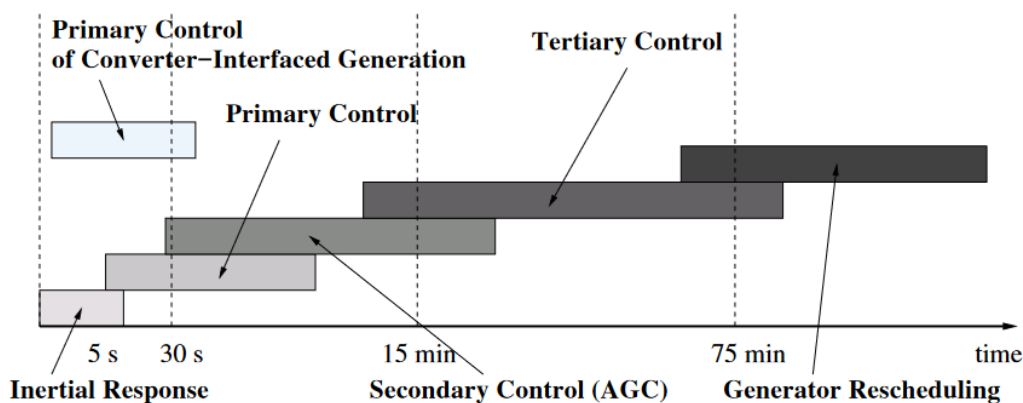 Primary Control
of Converter−Interfaced Generation
Tertiary Control
Primary Control
5 s
30 s
15 min
75 min
time
Inertial Response
Secondary Control (AGC)
Generator Rescheduling